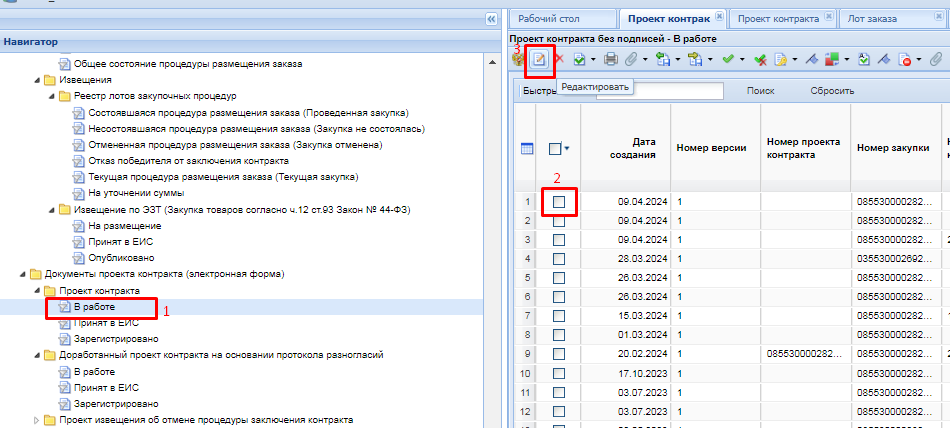 Рабочий стол
Проект контрак
Проект контракта
Лот заказа
Навигатор
Проект контракта без подписей - В работе
3
Редактировать
Быстры
Поиск
Сбросить
Общее состояние процедуры размещения заказа
Извещения
Реестр лотов закупочных процедур
Состоявшаяся процедура размещения заказа (Проведенная закупка)
Несостоявшаяся процедура размещения заказа (Закупка не состоялась)
Отмененная процедура размещения заказа (Закупка отменена)
Отказ победителя от заключения контракта
Текущая процедура размещения заказа (Текущая закупка)
На уточнении суммы
Извещение по ЭЗТ (Закупка товаров согласно ч.12 ст.93 Закон № 44-ФЗ)
На размещение
Принят в ЕИС
Опубликовано
Документы проекта контракта (электронная форма)
Проект контракта
В работе
1
Принят в ЕИС
Зарегистрировано
Доработанный проект контракта на основании протокола разногласий
В работе
Принят в ЕИС
Зарегистрировано
Проект извещения об отмене процедуры заключения контракта
Дата создания
Номер версии
Номер проекта контракта
Номер закупки
2
1 09.04.2024 1 085530000282...
2 09.04.2024 1 085530000282...
3 09.04.2024 1 085530000282...
4 28.03.2024 1 035530002692...
5 26.03.2024 1 085530000282...
6 26.03.2024 1 085530000282...
7 15.03.2024 1 085530000282...
8 01.03.2024 1 085530000282...
9 20.02.2024 1 085530000282... 085530000282...
10 17.10.2023 1 085530000282...
11 03.07.2023 1 085530000282...
12 03.07.2023 1 085530000282...